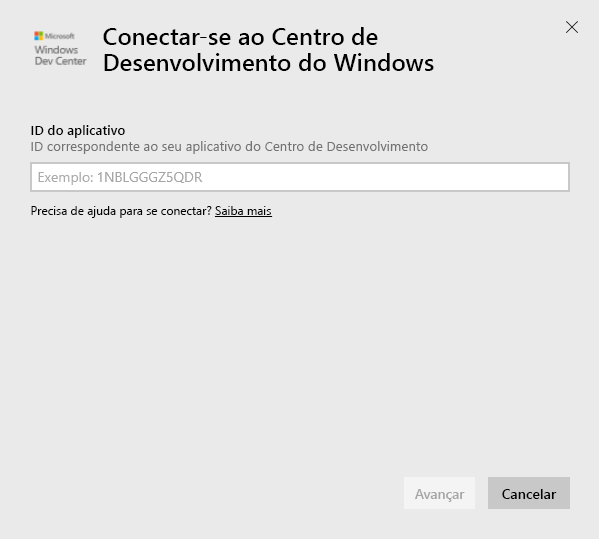 Microsoft
Windows
Dev Center
Conectar-se ao Centro de
Desenvolvimento do Windows
ID do aplicativo
ID correspondente ao seu aplicativo do Centro de Desenvolvimento
Exemplo: 1NBLGGGZ5QDR
Precisa de ajuda para se conectar? Saiba mais
Avançar
Cancelar